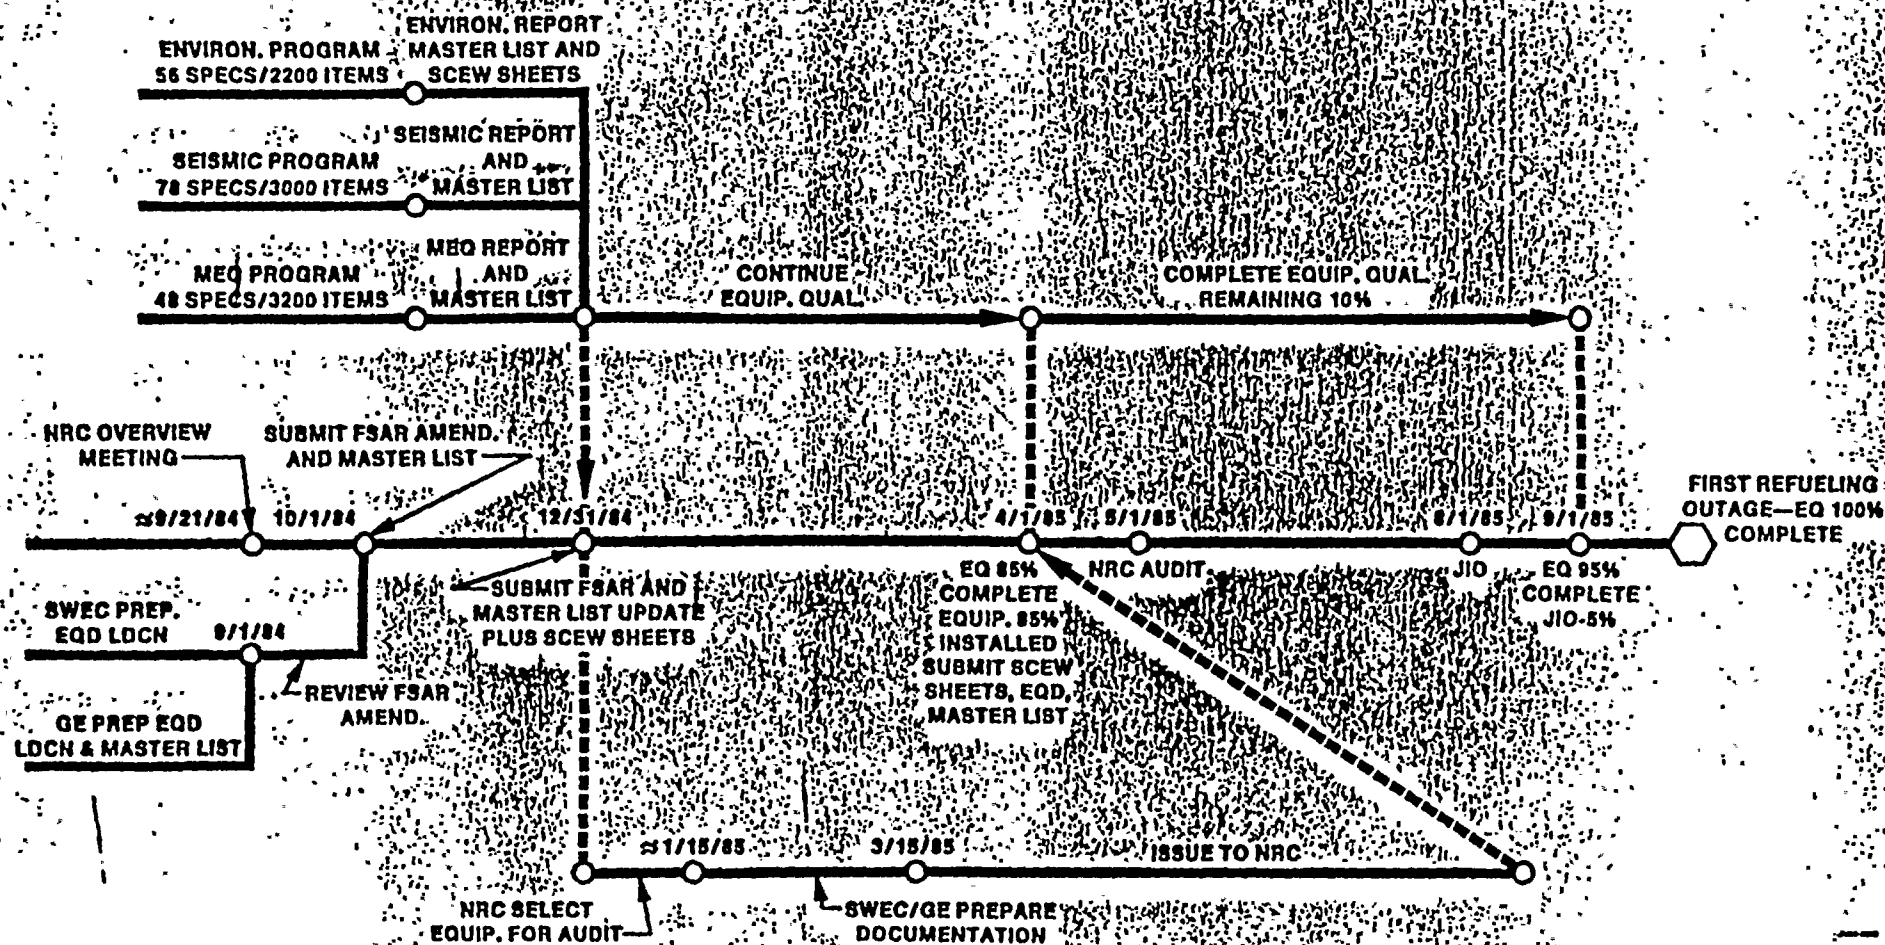 ENVIRON. PROGRAM
56 SPECS/2200 ITEMS
ENVIRON. REPORT
MASTER LIST AND
SCEW SHEETS
SEISMIC PROGRAM
78 SPECS/3000 ITEMS
SEISMIC REPORT
AND
MASTER LIST
MEQ PROGRAM
48 SPECS/3200 ITEMS
MEQ REPORT
AND
MASTER LIST
CONTINUE
EQUIP. QUAL.
COMPLETE EQUIP. QUAL.
REMAINING 10%
NRC OVERVIEW
MEETING
SUBMIT FSAR AMEND.
AND MASTER LIST
≈9/21/84
10/1/84
12/31/84
4/1/85
5/1/85
8/1/85
9/1/85
FIRST REFUELING
OUTAGE—EQ 100%
COMPLETE
SUBMIT FSAR AND
MASTER LIST UPDATE
PLUS SCEW SHEETS
EQ 85%
COMPLETE
EQUIP. 85%
INSTALLED
SUBMIT SCEW
SHEETS, EQD,
MASTER LIST
NRC AUDIT
JIO
EQ 95%
COMPLETE
JIO-5%
SWEC PREP.
EQD LDCN
9/1/84
REVIEW FSAR
AMEND.
GE PREP EQD
LDCN & MASTER LIST
≈1/15/85
3/15/85
ISSUE TO NRC
NRC SELECT
EQUIP. FOR AUDIT
SWEC/GE PREPARE
DOCUMENTATION